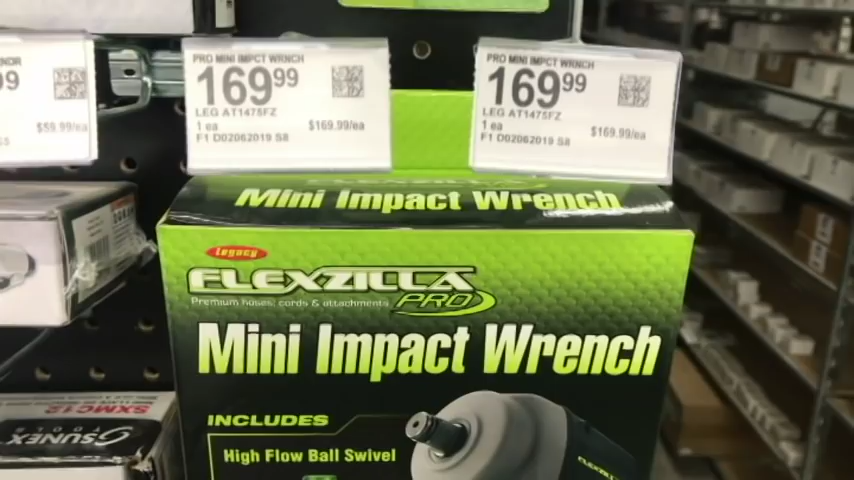 PRO MINI IMPCT WRNCH
169 99
LEG AT1475FZ
1 ea
$169.99/ea
F1 D02062019 S8
PRO MINI IMPCT WRNCH
169 99
LEG AT1475FZ
1 ea
$169.99/ea
F1 D02062019 S8
$59.99/ea
FLEXZILLA
Mini Impact Wrench
Legacy
FLEXZILLA
PRO
Premium hoses, cords & attachments
Mini Impact Wrench
INCLUDES
High Flow Ball Swivel
FLEXZILLA
SXMC12
SUNEX
TOOLS